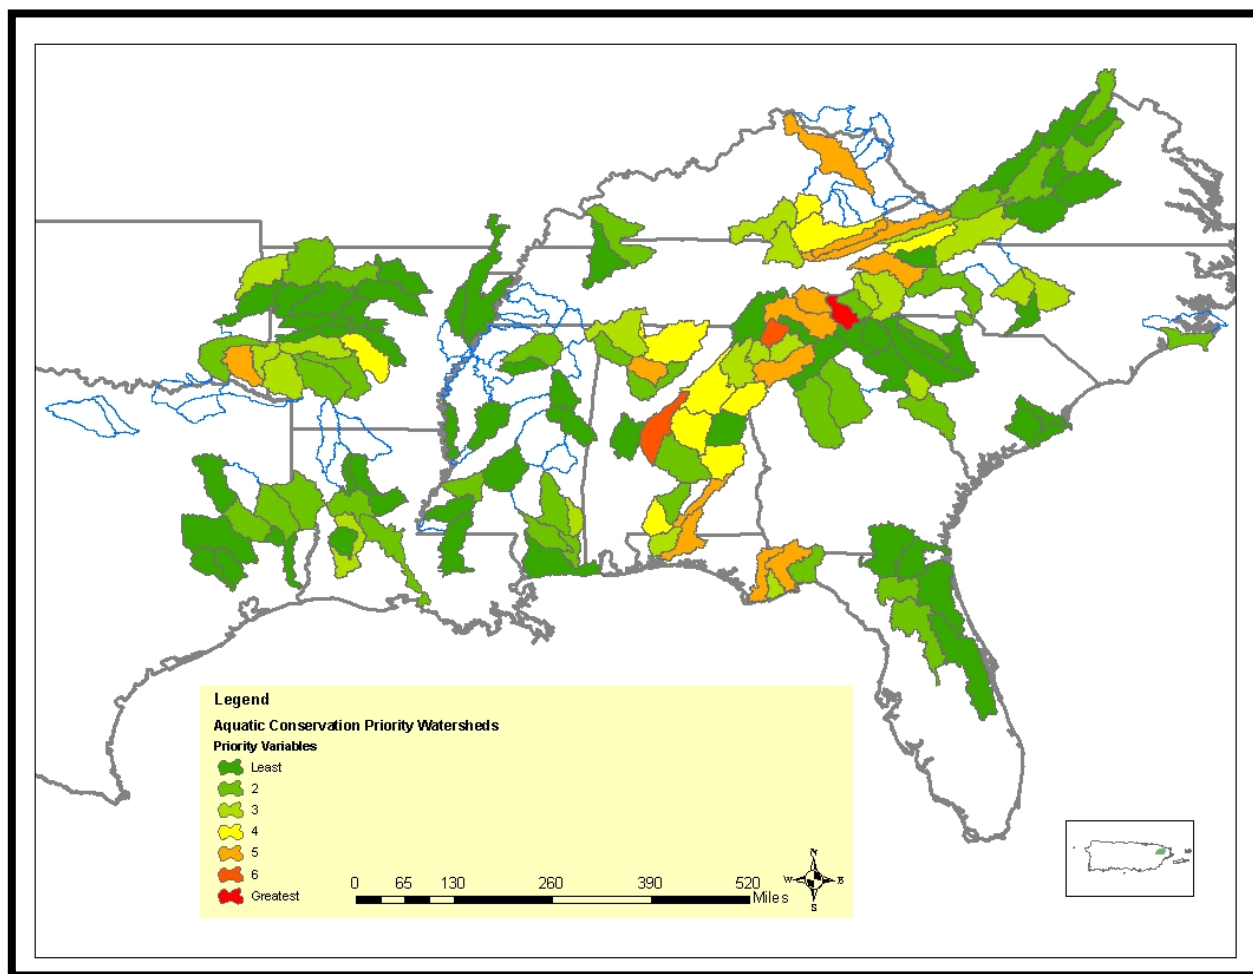 Legend
Aquatic Conservation Priority Watersheds
Priority Variables
Least
2
3
4
5
6
Greatest
0 65 130 260 390 520
Miles
N
W E
S